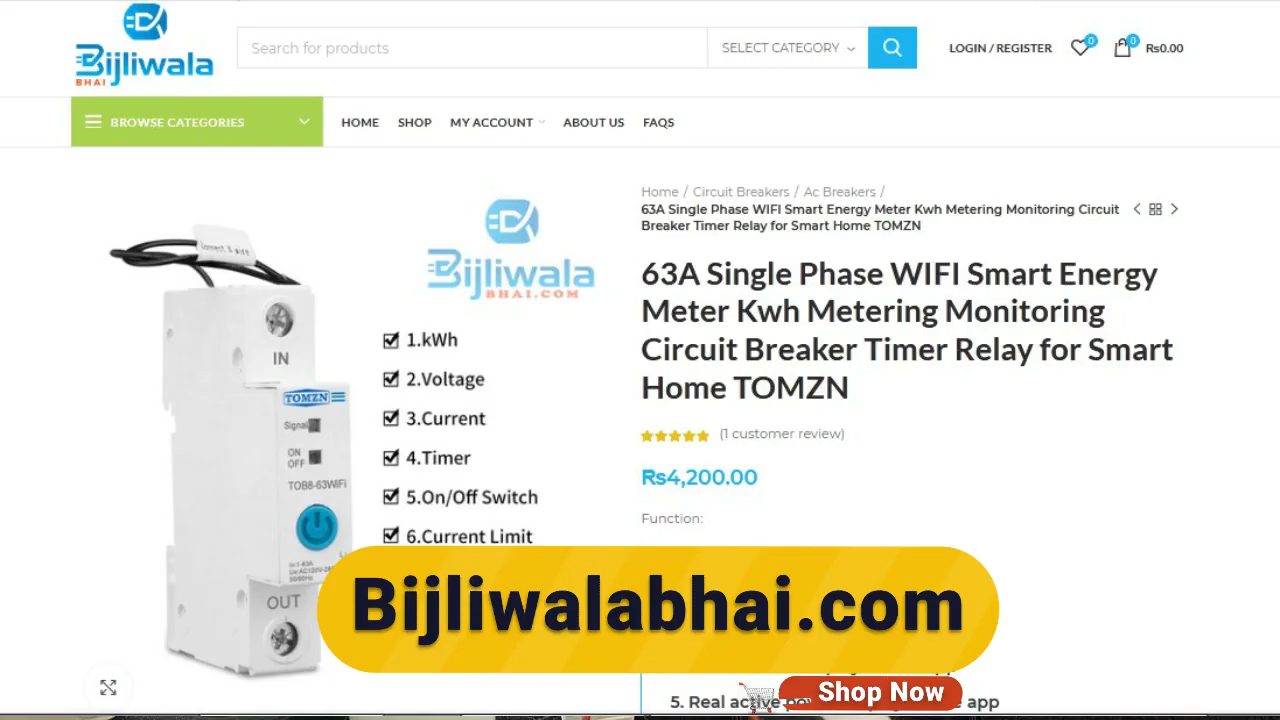 Bijliwala
BHAI
Search for products
SELECT CATEGORY
LOGIN / REGISTER
0
0
₨0.00
BROWSE CATEGORIES
HOME
SHOP
MY ACCOUNT
ABOUT US
FAQS
Home / Circuit Breakers / Ac Breakers /
63A Single Phase WIFI Smart Energy Meter Kwh Metering Monitoring Circuit
Breaker Timer Relay for Smart Home TOMZN
Bijliwala
BHAI.COM
63A Single Phase WIFI Smart Energy
Meter Kwh Metering Monitoring
Circuit Breaker Timer Relay for Smart
Home TOMZN
(1 customer review)
₨4,200.00
Function:
IN
TOMZN
Signal
ON
OFF
TOB8-63WiFi
50/60Hz
OUT
1.kWh
2.Voltage
3.Current
4.Timer
5.On/Off Switch
6.Current Limit
Bijliwalabhai.com
Shop Now
5. Real active app